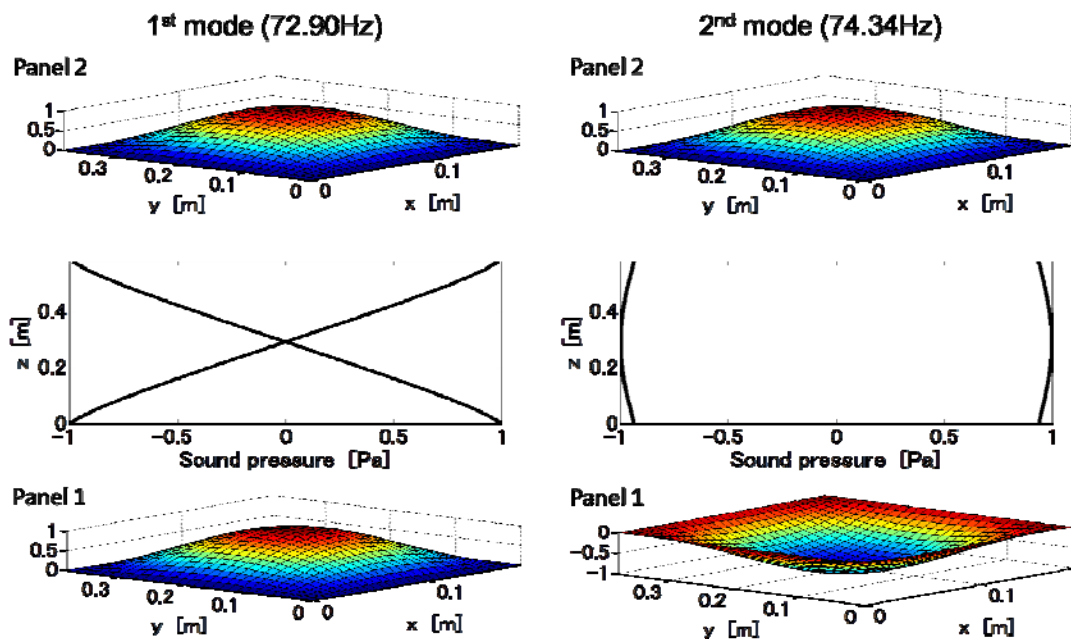 1st mode (72.90Hz)
2nd mode (74.34Hz)
Panel 2
1
0.5
0
0.3
0.2
0.1
0
0
0.1
y [m]
x [m]
Panel 2
1
0.5
0
0.3
0.2
0.1
0
0
0.1
y [m]
x [m]
z [m]
0.4
0.2
0
-1
-0.5
0
0.5
1
Sound pressure [Pa]
z [m]
0.4
0.2
0
-1
-0.5
0
0.5
1
Sound pressure [Pa]
Panel 1
1
0.5
0
0.3
0.2
0.1
0
0
0.1
y [m]
x [m]
Panel 1
0
-0.5
-1
0.3
0.2
0.1
0
0
0.1
y [m]
x [m]